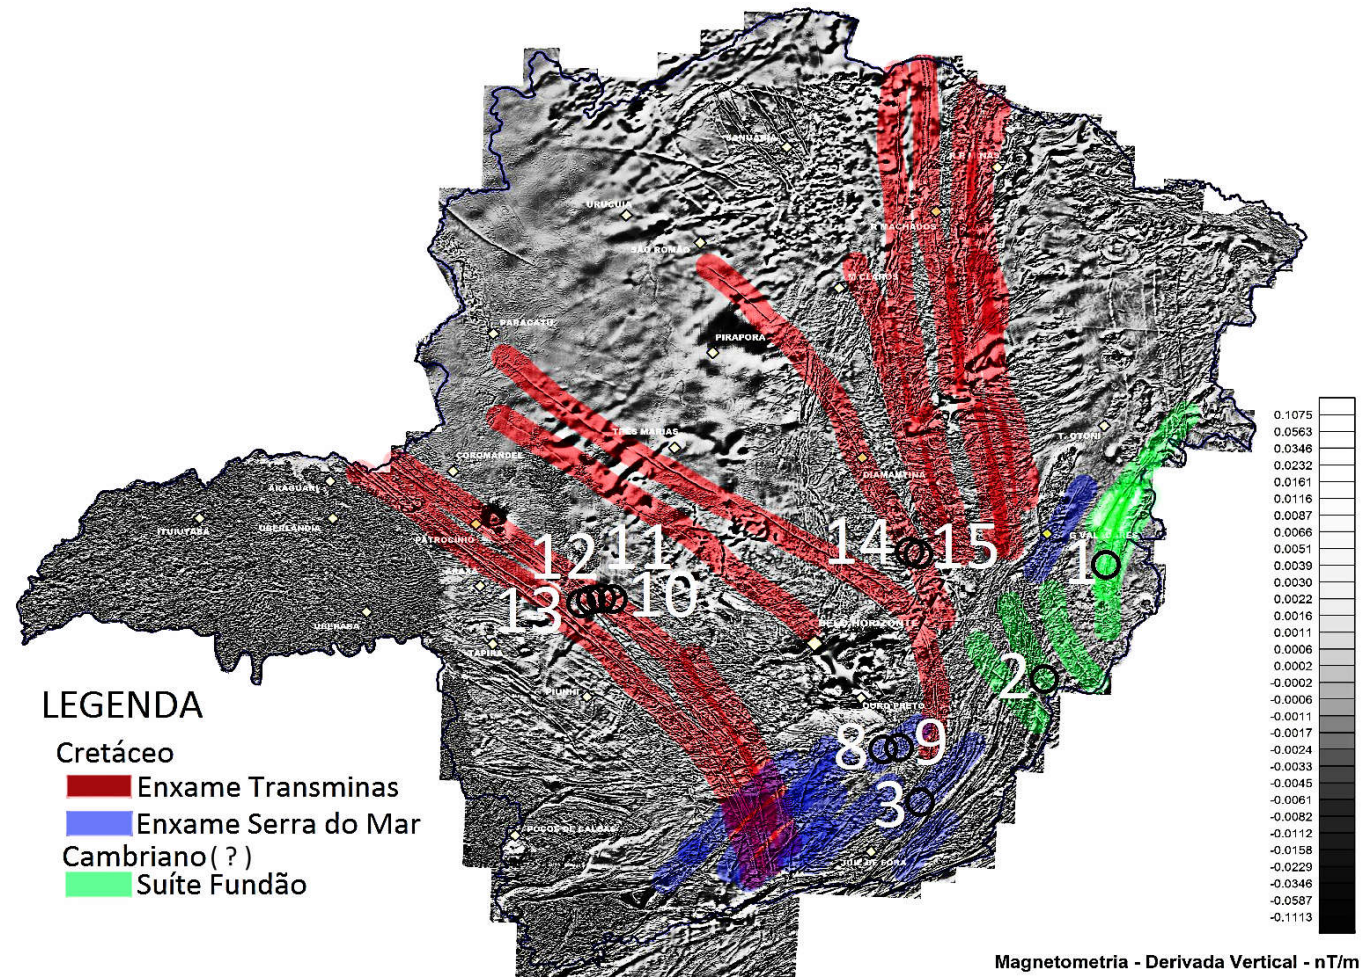 JANUÁRIA
URUCUIA
SÃO ROMÃO
R MACHADOS
M CLAROS
PARACATU
PIRAPORA
TRÊS MARIAS
T. OTONI
COROMANDEL
DIAMANTINA
ARAGUARI
ITUIUTABA
UBERLÂNDIA
PATROCINIO
14
15
1
12
11
ARAXÁ
13
10
UBERABA
BELO HORIZONTE
TAPIRA
2
PIUNHI
OURO PRETO
8
9
3
POÇOS DE CALDAS
JUIZ DE FORA
LEGENDA
Cretáceo
Enxame Transminas
Enxame Serra do Mar
Cambriano( ? )
Suíte Fundão
0.1075
0.0563
0.0346
0.0232
0.0161
0.0116
0.0087
0.0066
0.0051
0.0039
0.0030
0.0022
0.0016
0.0011
0.0006
0.0002
-0.0002
-0.0006
-0.0011
-0.0017
-0.0024
-0.0033
-0.0045
-0.0061
-0.0082
-0.0112
-0.0158
-0.0229
-0.0346
-0.0587
-0.1113
Magnetometria - Derivada Vertical - nT/m